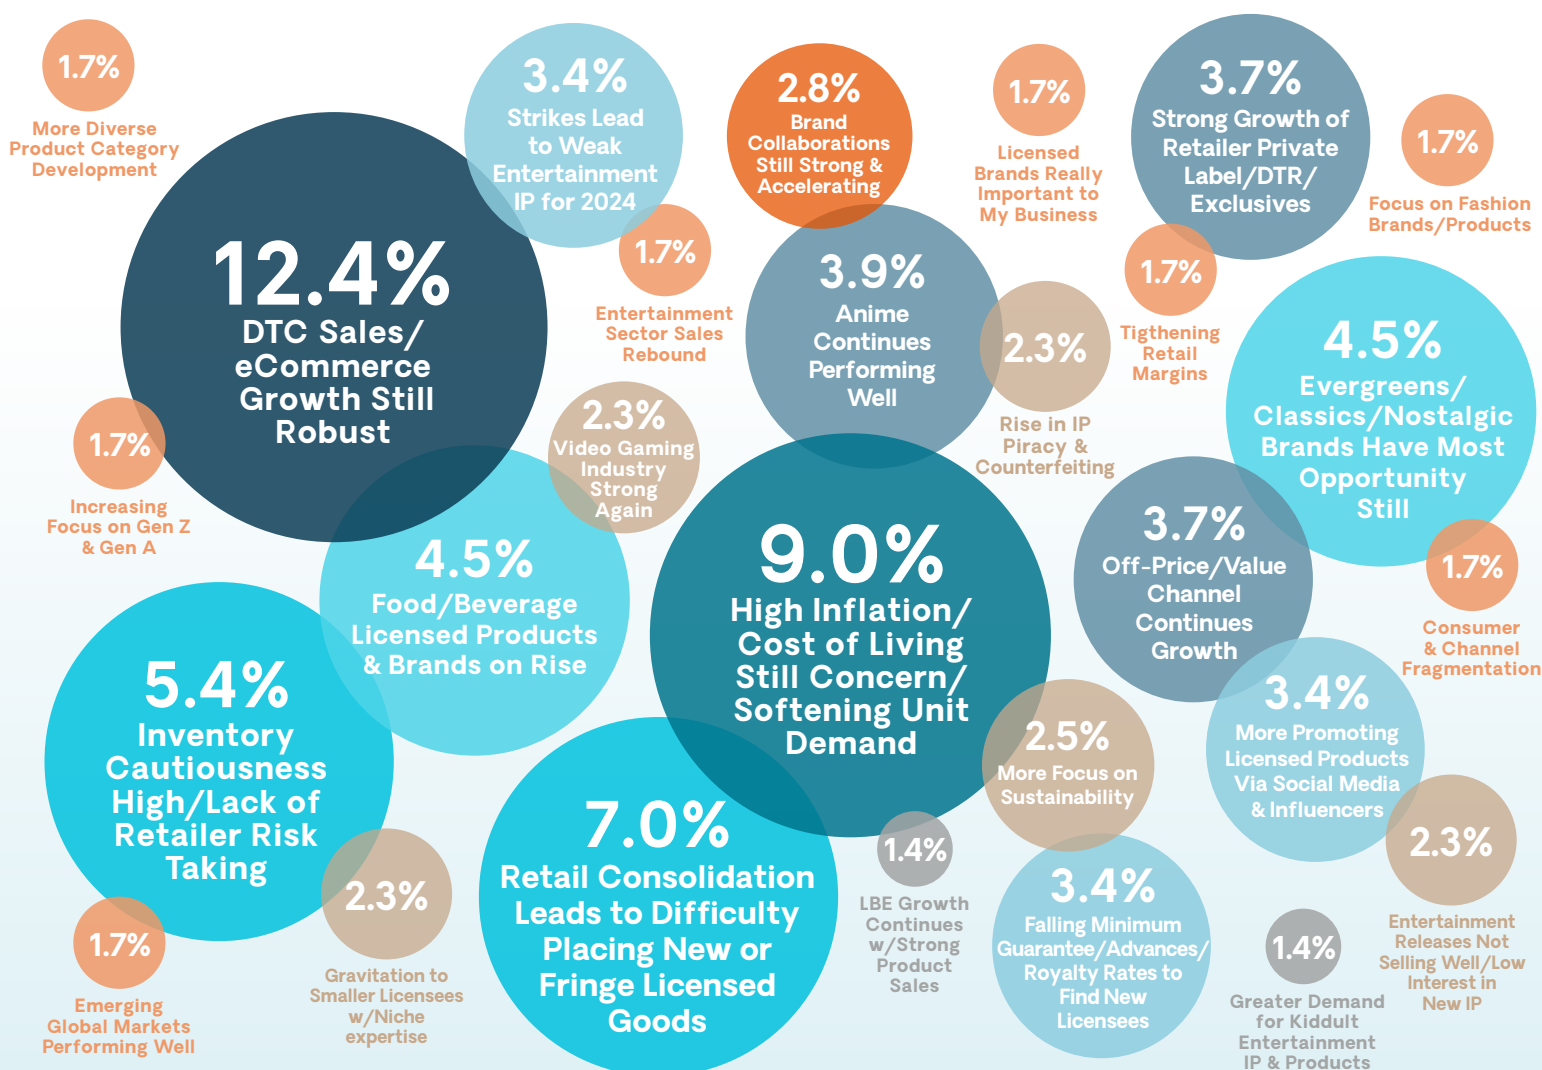 1.7%
More Diverse
Product Category
Development
3.4%
Strikes Lead
to Weak
Entertainment
IP for 2024
2.8%
Brand
Collaborations
Still Strong &
Accelerating
1.7%
Licensed
Brands Really
Important to
My Business
3.7%
Strong Growth of
Retailer Private
Label/DTR/
Exclusives
1.7%
Focus on Fashion
Brands/Products
12.4%
DTC Sales/
eCommerce
Growth Still
Robust
1.7%
Entertainment
Sector Sales
Rebound
3.9%
Anime
Continues
Performing
Well
2.3%
Rise in IP
Piracy &
Counterfeiting
1.7%
Tigthening
Retail
Margins
4.5%
Evergreens/
Classics/Nostalgic
Brands Have Most
Opportunity
Still
1.7%
Increasing
Focus on Gen Z
& Gen A
2.3%
Video Gaming
Industry
Strong
Again
4.5%
Food/Beverage
Licensed Products
& Brands on Rise
9.0%
High Inflation/
Cost of Living
Still Concern/
Softening Unit
Demand
3.7%
Off-Price/Value
Channel
Continues
Growth
1.7%
Consumer
& Channel
Fragmentation
5.4%
Inventory
Cautiousness
High/Lack of
Retailer Risk
Taking
7.0%
Retail Consolidation
Leads to Difficulty
Placing New or
Fringe Licensed
Goods
2.5%
More Focus on
Sustainability
3.4%
More Promoting
Licensed Products
Via Social Media
& Influencers
1.7%
Emerging
Global Markets
Performing Well
2.3%
Gravitation to
Smaller Licensees
w/Niche
expertise
1.4%
LBE Growth
Continues
w/Strong
Product
Sales
3.4%
Falling Minimum
Guarantee/Advances/
Royalty Rates to
Find New
Licensees
1.4%
Greater Demand
for Kiddult
Entertainment
IP & Products
2.3%
Entertainment
Releases Not
Selling Well/Low
Interest in
New IP